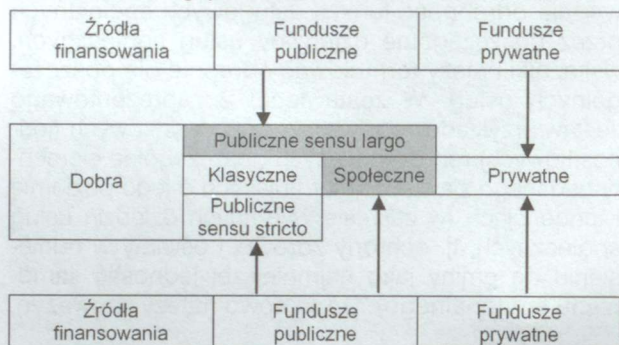 Źródła Fundusze Fundusze
finansowania publiczne prywatne
Publiczne sensu largo
Dobra Klasyczne Społeczne Prywatne
Publiczne
sensu stricto
Źródła Fundusze Fundusze
finansowania publiczne prywatne